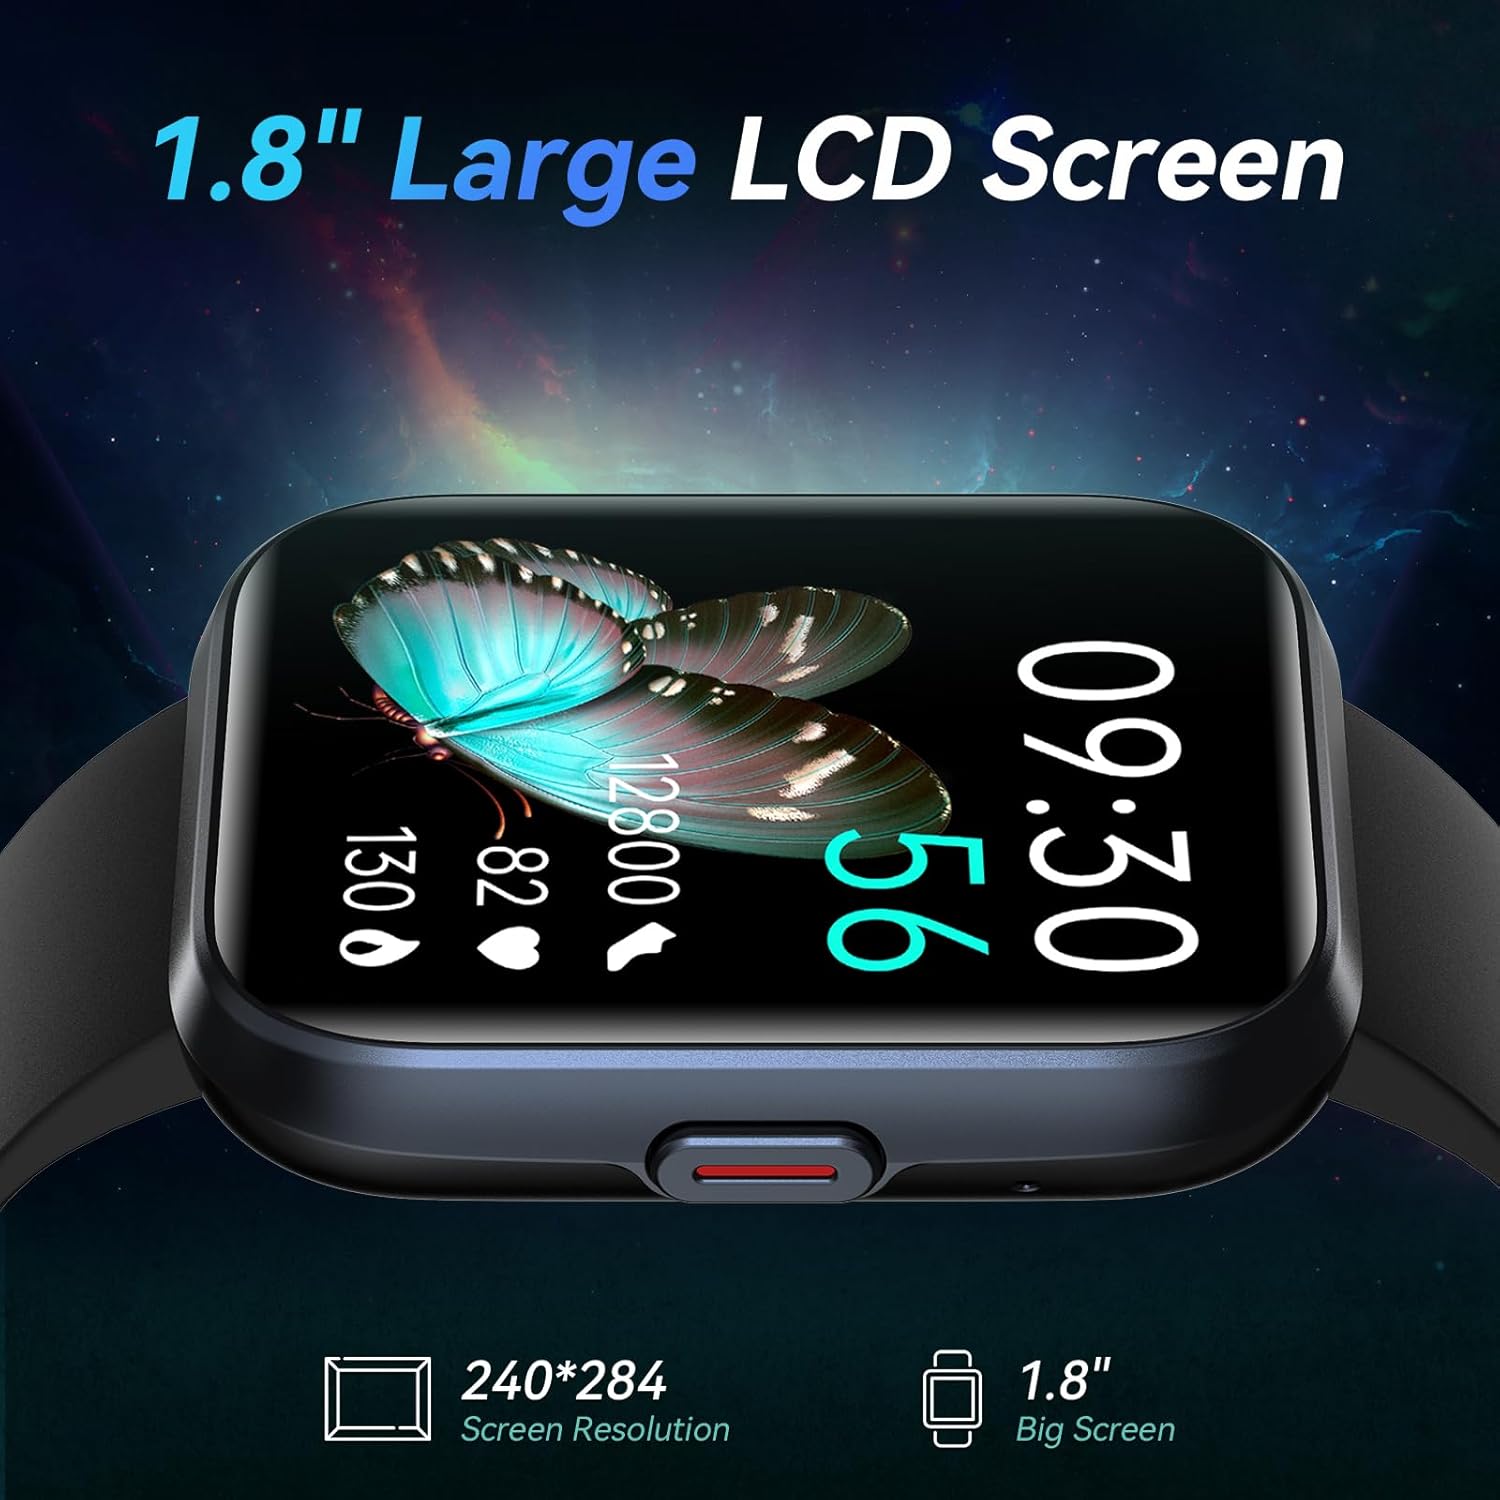 1.8" Large LCD Screen
09:30
56
12800
82
130
240*284
Screen Resolution
1.8"
Big Screen